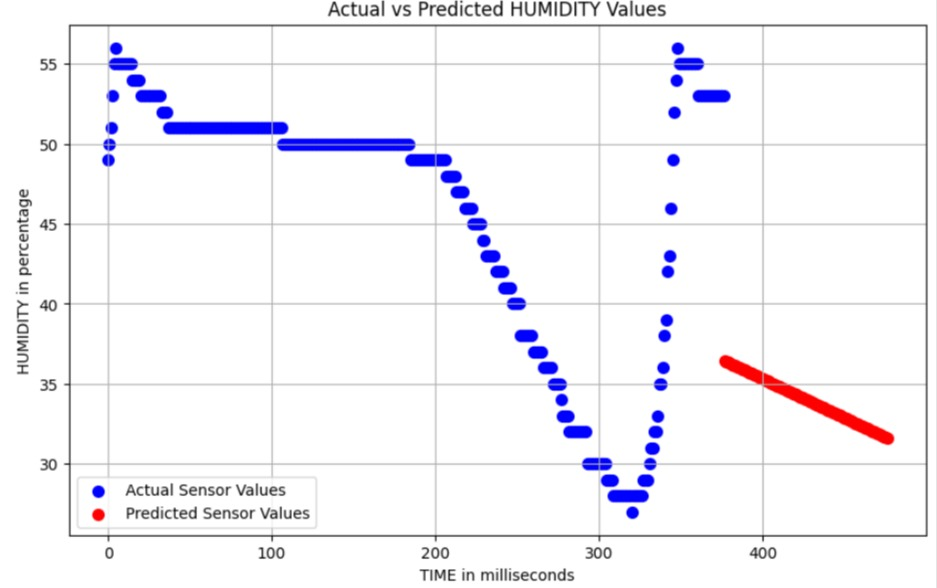 Actual vs Predicted HUMIDITY Values
HUMIDITY in percentage
55
50
45
40
35
30
Actual Sensor Values
Predicted Sensor Values
0 100 200 300 400
TIME in milliseconds